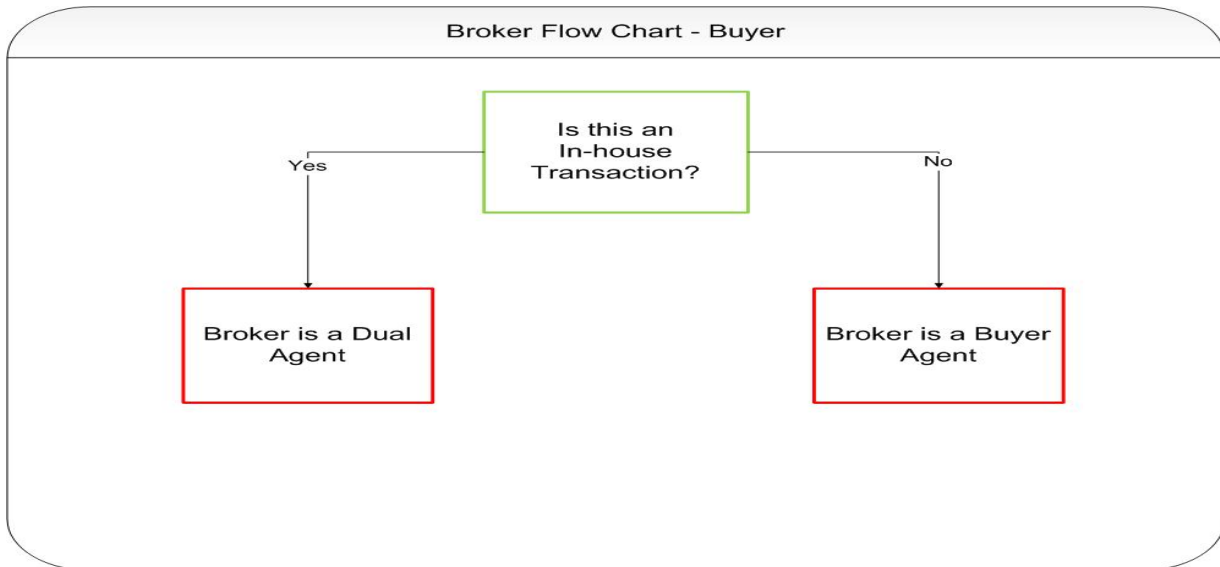 Broker Flow Chart - Buyer
Is this an
In-house
Transaction?
Yes
No
Broker is a Dual
Agent
Broker is a Buyer
Agent